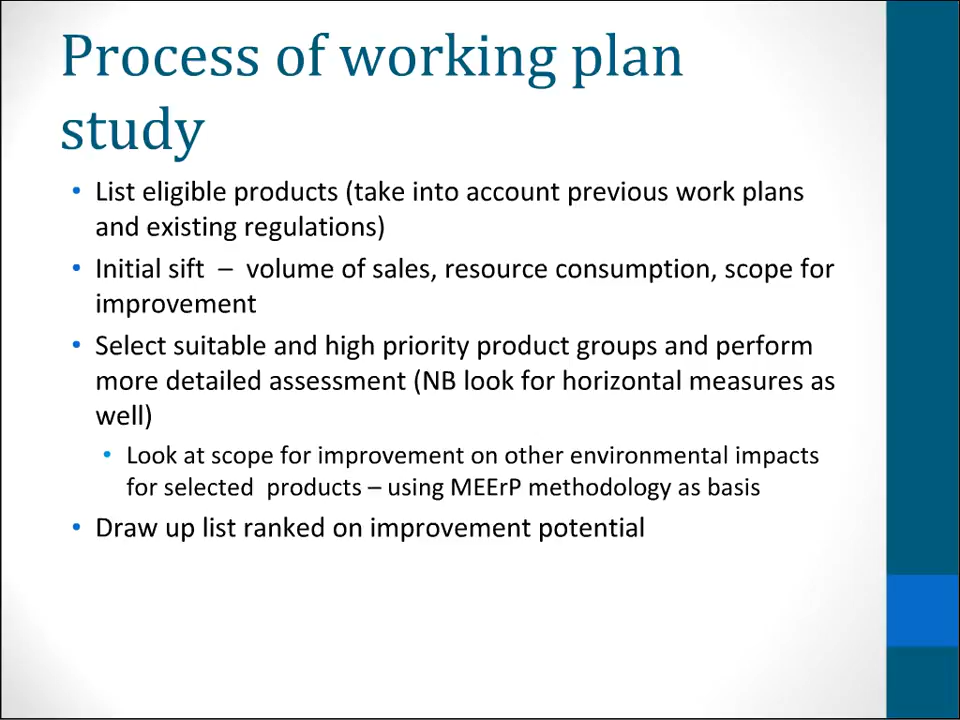 Process of working plan
study
• List eligible products (take into account previous work plans
and existing regulations)
• Initial sift – volume of sales, resource consumption, scope for
improvement
• Select suitable and high priority product groups and perform
more detailed assessment (NB look for horizontal measures as
well)
• Look at scope for improvement on other environmental impacts
for selected products – using MEErP methodology as basis
• Draw up list ranked on improvement potential